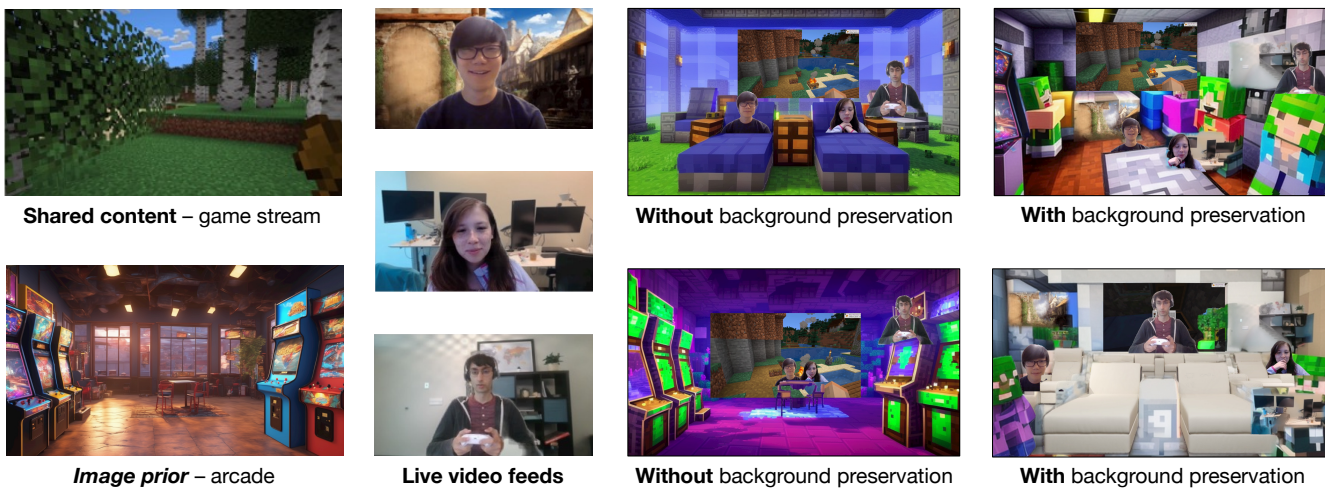 Shared content – game stream
Without background preservation
With background preservation
Image prior – arcade
Live video feeds
Without background preservation
With background preservation